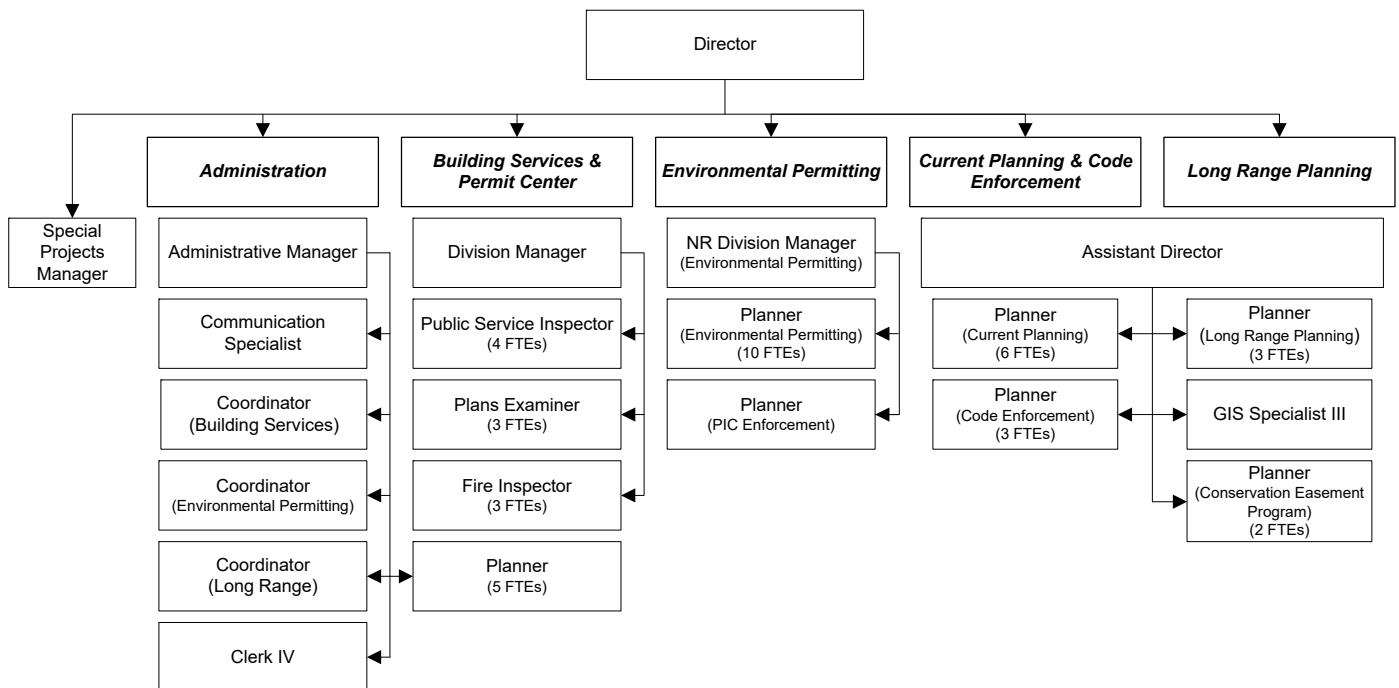 Director
Administration
Building Services &
Permit Center
Environmental Permitting
Current Planning & Code
Enforcement
Long Range Planning
Special
Projects
Manager
Administrative Manager
Division Manager
NR Division Manager
(Environmental Permitting)
Assistant Director
Communication
Specialist
Public Service Inspector
(4 FTEs)
Planner
(Environmental Permitting)
(10 FTEs)
Planner
(Current Planning)
(6 FTEs)
Planner
(Long Range Planning)
(3 FTEs)
Coordinator
(Building Services)
Plans Examiner
(3 FTEs)
Planner
(PIC Enforcement)
Planner
(Code Enforcement)
(3 FTEs)
GIS Specialist III
Coordinator
(Environmental Permitting)
Fire Inspector
(3 FTEs)
Planner
(Conservation Easement
Program)
(2 FTEs)
Coordinator
(Long Range)
Planner
(5 FTEs)
Clerk IV